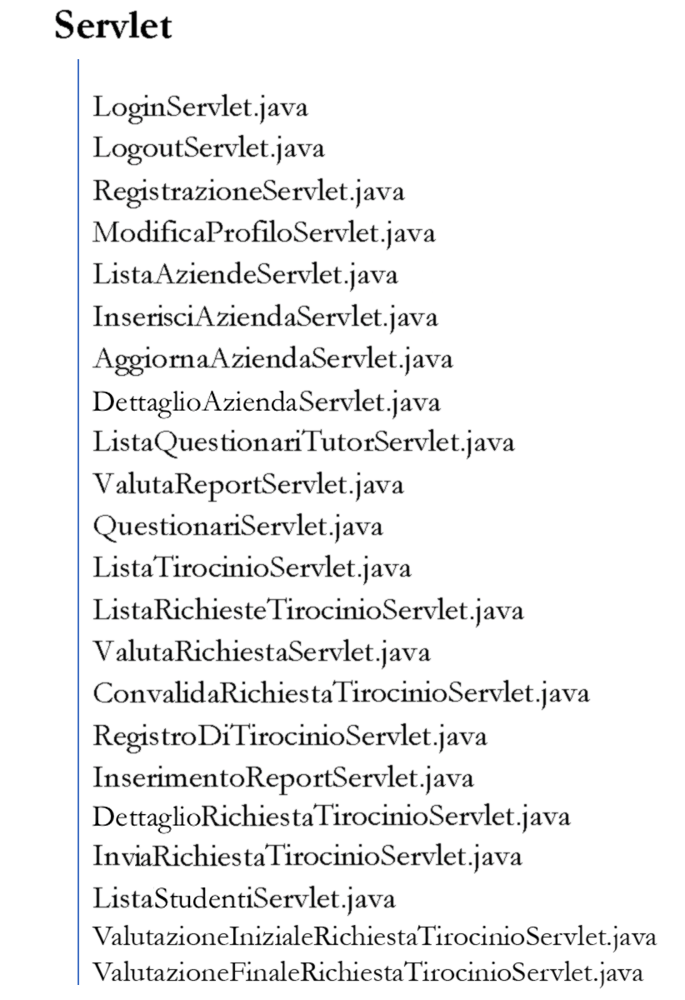 Servlet
LoginServlet.java
LogoutServlet.java
RegistrazioneServlet.java
ModificaProfiloServlet.java
ListaAziendeServlet.java
InserisciAziendaServlet.java
AggiornaAziendaServlet.java
DettaglioAziendaServlet.java
ListaQuestionariTutorServlet.java
ValutaReportServlet.java
QuestionariServlet.java
ListaTirocinioServlet.java
ListaRichiesteTirocinioServlet.java
ValutaRichiestaServlet.java
ConvalidaRichiestaTirocinioServlet.java
RegistroDiTirocinioServlet.java
InserimentoReportServlet.java
DettaglioRichiestaTirocinioServlet.java
InviaRichiestaTirocinioServlet.java
ListaStudentiServlet.java
ValutazioneInizialeRichiestaTirocinioServlet.java
ValutazioneFinaleRichiestaTirocinioServlet.java